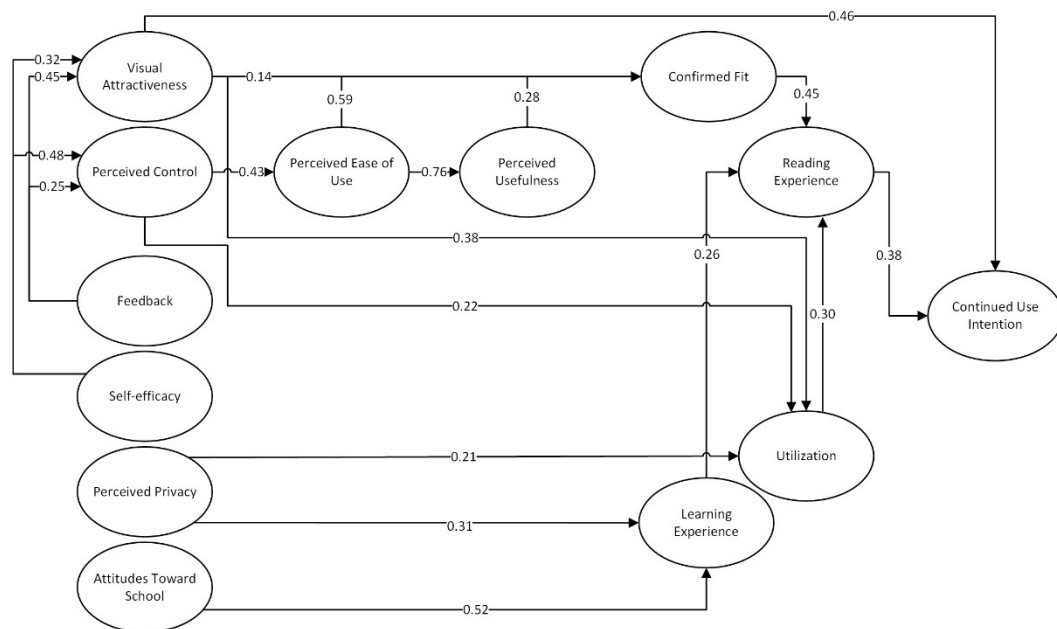 0.46
0.32
Visual
Attractiveness
0.45
0.14
Confirmed Fit
0.59
0.28
0.45
0.48
Perceived Control
0.43
Perceived Ease of
Use
0.76
Perceived
Usefulness
Reading
Experience
0.25
0.38
0.26
0.38
Feedback
0.22
0.30
Continued Use
Intention
Self-efficacy
Perceived Privacy
0.21
Utilization
0.31
Learning
Experience
Attitudes Toward
School
0.52